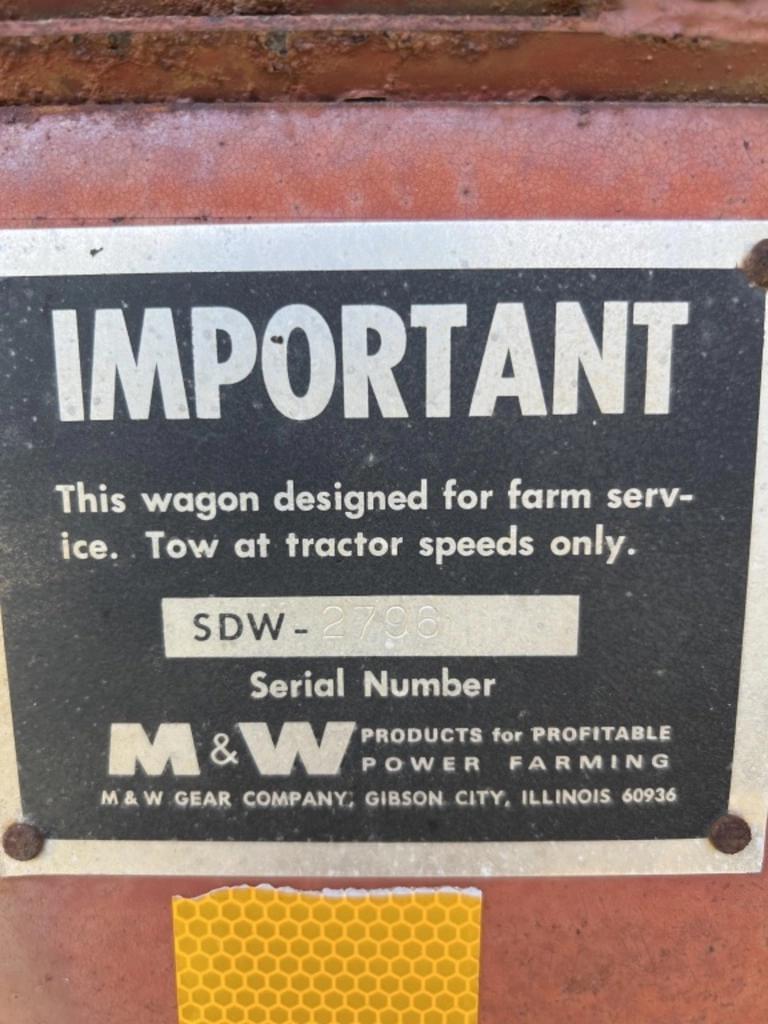 IMPORTANT
This wagon designed for farm serv-
ice. Tow at tractor speeds only.
SDW-2796
Serial Number
M & W PRODUCTS for PROFITABLE
POWER FARMING
M & W GEAR COMPANY, GIBSON CITY, ILLINOIS 60936